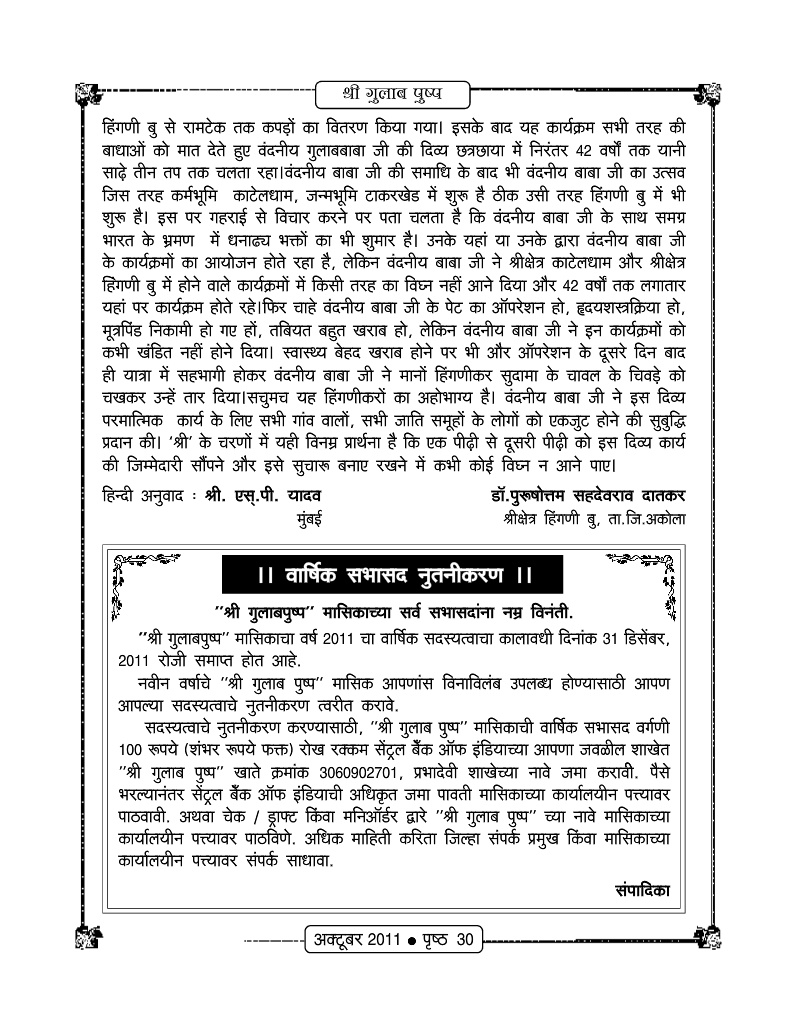 श्री गुलाब पुष्प
हिंगणी बु से रामटेक तक कपड़ों का वितरण किया गया। इसके बाद यह कार्यक्रम सभी तरह की
बाधाओं को मात देते हुए वंदनीय गुलाबबाबा जी की दिव्य छत्रछाया में निरंतर 42 वर्षों तक यानी
साढ़े तीन तप तक चलता रहा।वंदनीय बाबा जी की समाधि के बाद भी वंदनीय बाबा जी का उत्सव
जिस तरह कर्मभूमि काटेलधाम, जन्मभूमि टाकरखेड में शुरू है ठीक उसी तरह हिंगणी बु में भी
शुरू है। इस पर गहराई से विचार करने पर पता चलता है कि वंदनीय बाबा जी के साथ समग्र
भारत के भ्रमण में धनाढ्य भक्तों का भी शुमार है। उनके यहां या उनके द्वारा वंदनीय बाबा जी
के कार्यक्रमों का आयोजन होते रहा है, लेकिन वंदनीय बाबा जी ने श्रीक्षेत्र काटेलधाम और श्रीक्षेत्र
हिंगणी बु में होने वाले कार्यक्रमों में किसी तरह का विघ्न नहीं आने दिया और 42 वर्षों तक लगातार
यहां पर कार्यक्रम होते रहे।फिर चाहे वंदनीय बाबा जी के पेट का ऑपरेशन हो, हृदयशस्त्रक्रिया हो,
मूत्रपिंड निकामी हो गए हों, तबियत बहुत खराब हो, लेकिन वंदनीय बाबा जी ने इन कार्यक्रमों को
कभी खंडित नहीं होने दिया। स्वास्थ्य बेहद खराब होने पर भी और ऑपरेशन के दूसरे दिन बाद
ही यात्रा में सहभागी होकर वंदनीय बाबा जी ने मानों हिंगणीकर सुदामा के चावल के चिवड़े को
चखकर उन्हें तार दिया।सचुमच यह हिंगणीकरों का अहोभाग्य है। वंदनीय बाबा जी ने इस दिव्य
परमात्मिक कार्य के लिए सभी गांव वालों, सभी जाति समूहों के लोगों को एकजुट होने की सुबुद्धि
प्रदान की। 'श्री' के चरणों में यही विनम्र प्रार्थना है कि एक पीढ़ी से दूसरी पीढ़ी को इस दिव्य कार्य
की जिम्मेदारी सौंपने और इसे सुचारू बनाए रखने में कभी कोई विघ्न न आने पाए।
हिन्दी अनुवाद : श्री. एस्.पी. यादव
मुंबई
डॉ.पुरूषोत्तम सहदेवराव दातकर
श्रीक्षेत्र हिंगणी बु, ता.जि.अकोला
।। वार्षिक सभासद नुतनीकरण ।।
''श्री गुलाबपुष्प'' मासिकाच्या सर्व सभासदांना नम्र विनंती.
''श्री गुलाबपुष्प'' मासिकाचा वर्ष 2011 चा वार्षिक सदस्यत्वाचा कालावधी दिनांक 31 डिसेंबर,
2011 रोजी समाप्त होत आहे.
नवीन वर्षाचे ''श्री गुलाब पुष्प'' मासिक आपणांस विनाविलंब उपलब्ध होण्यासाठी आपण
आपल्या सदस्यत्वाचे नुतनीकरण त्वरीत करावे.
सदस्यत्वाचे नुतनीकरण करण्यासाठी, ''श्री गुलाब पुष्प'' मासिकाची वार्षिक सभासद वर्गणी
100 रूपये (शंभर रूपये फक्त) रोख रक्कम सेंट्रल बैंक ऑफ इंडियाच्या आपणा जवळील शाखेत
''श्री गुलाब पुष्प'' खाते क्रमांक 3060902701, प्रभादेवी शाखेच्या नावे जमा करावी. पैसे
भरल्यानंतर सेंट्रल बैंक ऑफ इंडियाची अधिकृत जमा पावती मासिकाच्या कार्यालयीन पत्त्यावर
पाठवावी. अथवा चेक / ड्राफ्ट किंवा मनिऑर्डर द्वारे ''श्री गुलाब पुष्प'' च्या नावे मासिकाच्या
कार्यालयीन पत्त्यावर पाठविणे. अधिक माहिती करिता जिल्हा संपर्क प्रमुख किंवा मासिकाच्या
कार्यालयीन पत्त्यावर संपर्क साधावा.
संपादिका
अक्टूबर 2011 ● पृष्ठ 30